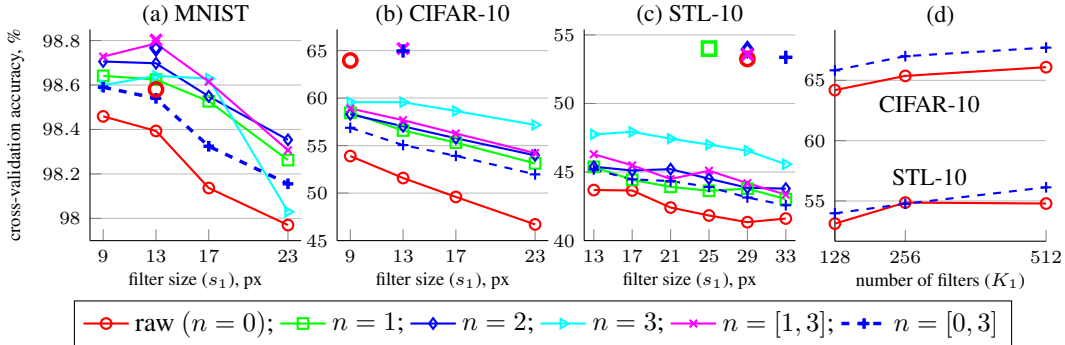 (a) MNIST (b) CIFAR-10 (c) STL-10 (d)
cross-validation accuracy, %
98.8
98.6
98.4
98.2
98
9 13 17 23
filter size (s₁), px
65
60
55
50
45
9 13 17 23
filter size (s₁), px
55
50
45
40
13 17 21 25 29 33
filter size (s₁), px
65
60
55
CIFAR-10
STL-10
128 256 512
number of filters (K₁)
raw (n = 0); n = 1; n = 2; n = 3; n = [1, 3]; n = [0, 3]